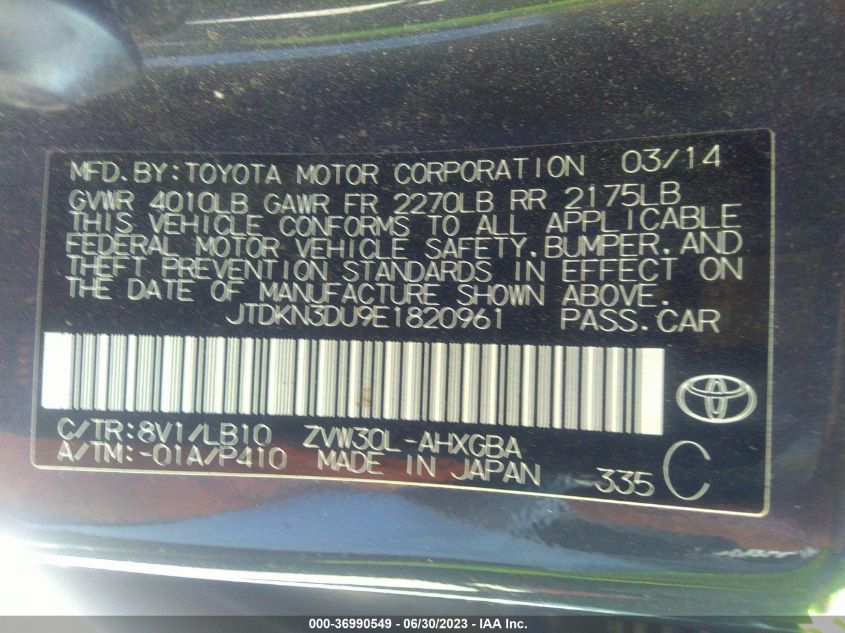 MFD.BY:TOYOTA MOTOR CORPORATION 03/14
GVWR 4010LB GAWR FR 2270LB RR 2175LB
THIS VEHICLE CONFORMS TO ALL APPLICABLE
FEDERAL MOTOR VEHICLE SAFETY.BUMPER.AND
THEFT PREVENTION STANDARDS IN EFFECT ON
THE DATE OF MANUFACTURE SHOWN ABOVE.
JTDKN3DU9E1820961 PASS.CAR
C/TR:8V1/LB10 ZVW30L-AHXGBA
A/TM:-01A/P410 MADE IN JAPAN 335 C
000-36990549 - 06/30/2023 - © IAA Inc.